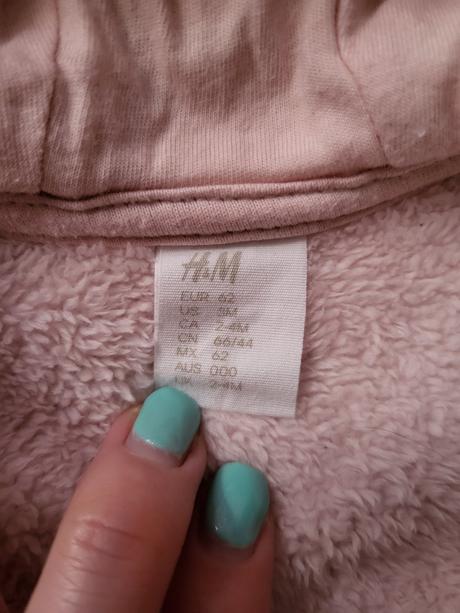 H&M
EUR 62
US 3M
CA 2-4M
CN 66/44
MX 62
AUS 000
UK 2-4M